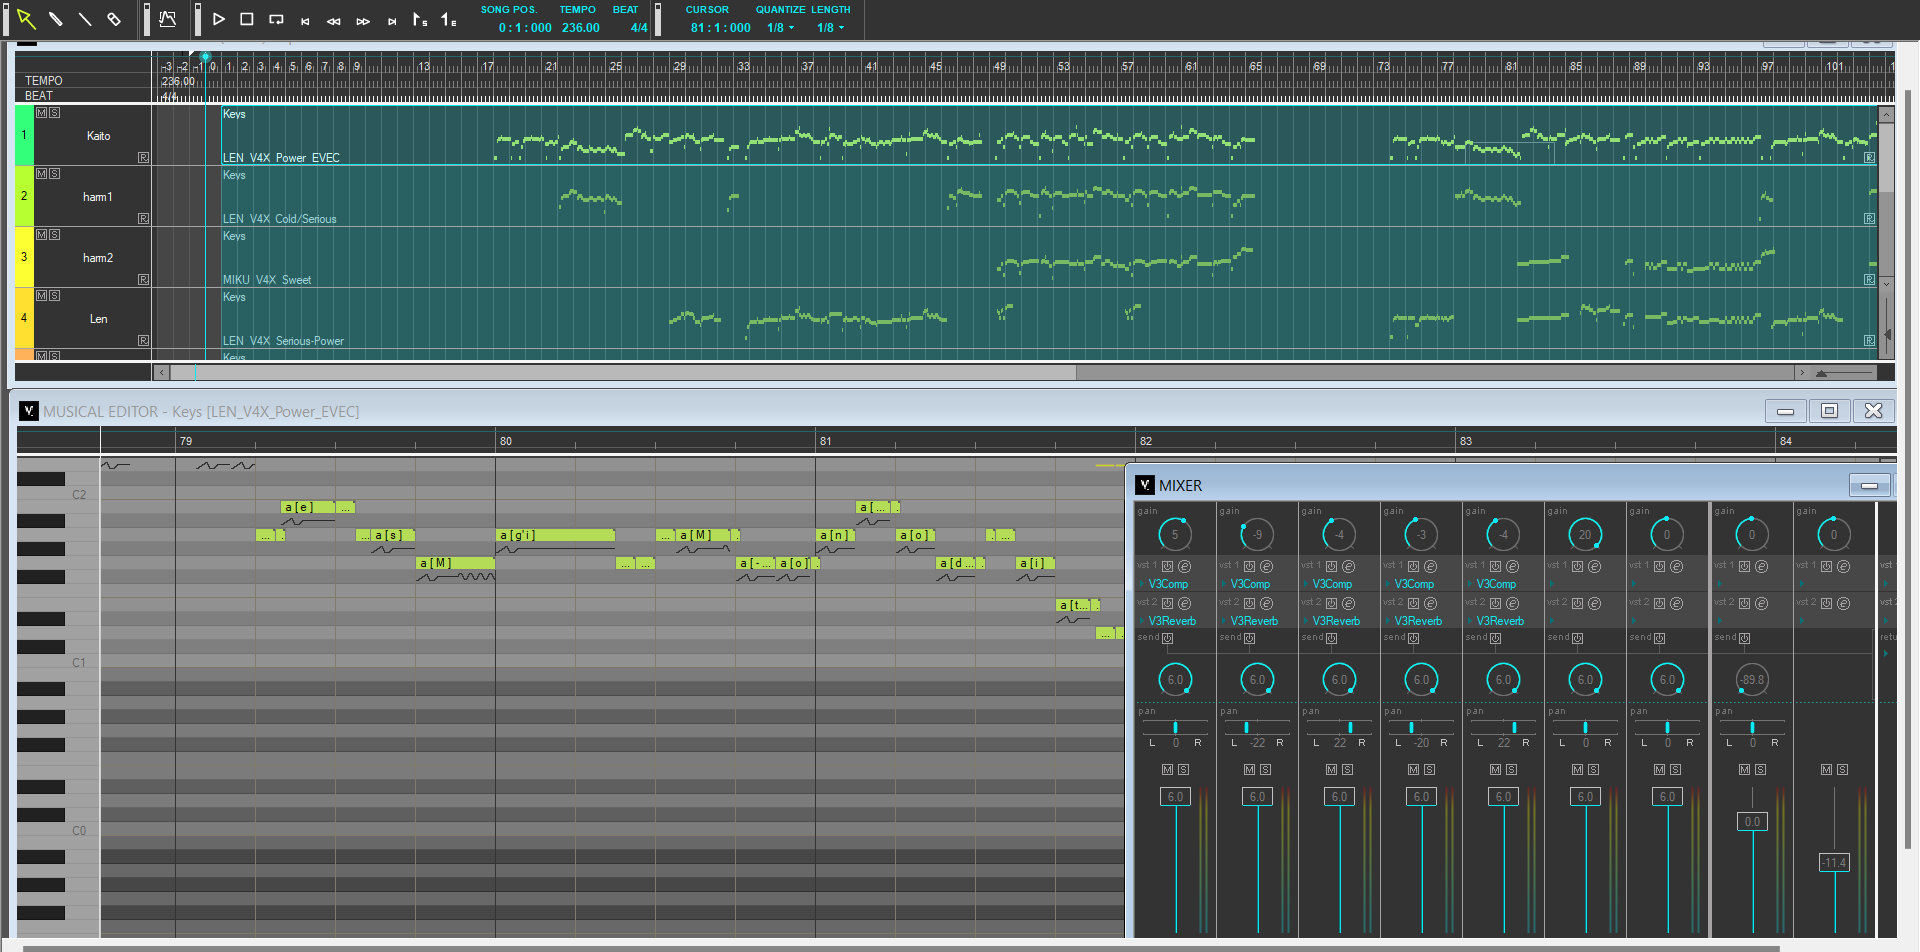 SONG POS. TEMPO BEAT CURSOR QUANTIZE LENGTH
0 : 1 : 000 236.00 4/4 81 : 1 : 000 1/8 1/8
-3 -2 -1 0 1 2 3 4 5 6 7 8 9 13 17 21 25 29 33 37 41 45 49 53 57 61 65 69 73 77 81 85 89 93 97 101
TEMPO 236.00
BEAT 4/4
1 M S Kaito R Keys
LEN_V4X_Power_EVEC R
2 M S harm1 R Keys
LEN_V4X_Cold/Serious R
3 M S harm2 R Keys
MIKU_V4X_Sweet R
4 M S Len R Keys
LEN_V4X_Serious-Power R
M S Keys
MUSICAL EDITOR - Keys [LEN_V4X_Power_EVEC]
79 80 81 82 83 84
C2
a [ e ] ... a [ ... .
... . ... a [ s ] a [ g' i ] ... a [ M ] a [ n ] a [ o ] . ...
a [ M ] ... ... a [ - ... a [ o ] . a [ d ... . a [ i ]
a [ t... .
... .
C1
C0
MIXER
gain gain gain gain gain gain gain gain gain
5 -9 -4 -3 -4 20 0 0 0
vst 1 vst 1 vst 1 vst 1 vst 1 vst 1 vst 1 vst 1 vst 1 vst
V3Comp V3Comp V3Comp V3Comp V3Comp
vst 2 vst 2 vst 2 vst 2 vst 2 vst 2 vst 2 vst 2 vst 2 vst
V3Reverb V3Reverb V3Reverb V3Reverb V3Reverb
send send send send send send send send retu
6.0 6.0 6.0 6.0 6.0 6.0 6.0 -89.8
pan pan pan pan pan pan pan pan
L 0 R L -22 R L 22 R L -20 R L 22 R L 0 R L 0 R L 0 R
M S M S M S M S M S M S M S M S M S
6.0 6.0 6.0 6.0 6.0 6.0 6.0 0.0 -11.4